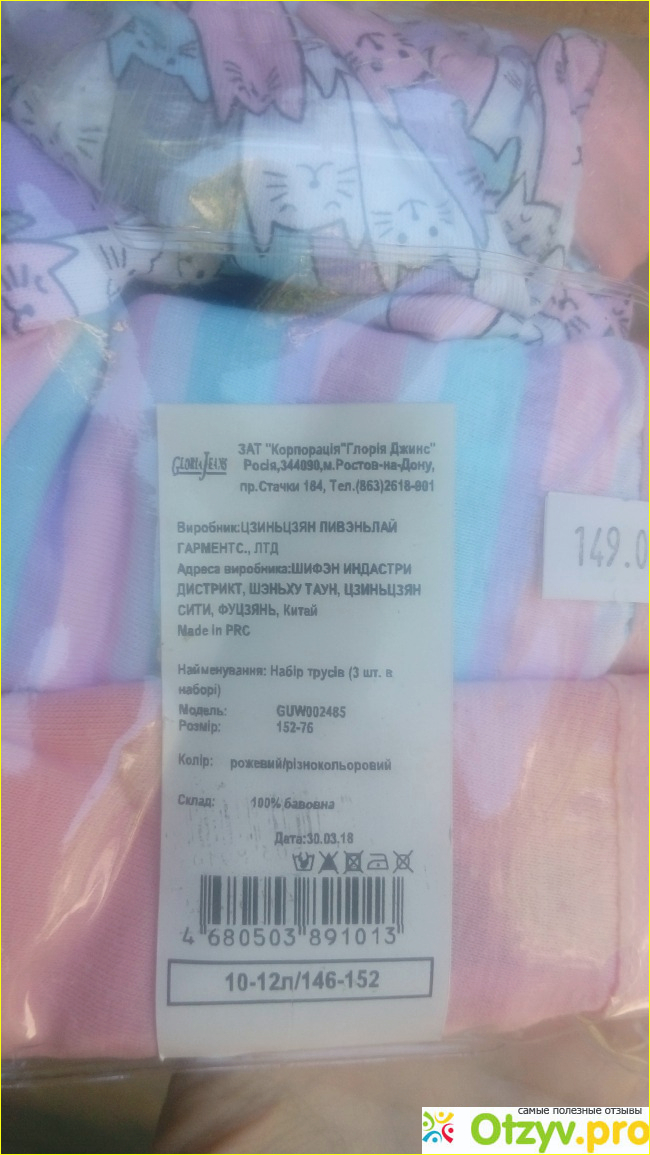 GLORIA JEANS
ЗАТ "Корпорація"Глорія Джинс"
Росія,344090,м.Ростов-на-Дону,
пр.Стачки 184, Тел.(863)2618-901
149.0
Виробник:ЦЗИНЬЦЗЯН ЛИВЭНЬЛАЙ
ГАРМЕНТС., ЛТД
Адреса виробника:ШИФЭН ИНДАСТРИ
ДИСТРИКТ, ШЭНЬХУ ТАУН, ЦЗИНЬЦЗЯН
СИТИ, ФУЦЗЯНЬ, Китай
Made in PRC
Найменування: Набір трусів (3 шт. в
наборі)
Модель: GUW002485
Розмір: 152-76
Колір: рожевий/різнокольоровий
Склад: 100% бавовна
Дата:30.03.18
4 680503 891013
10-12л/146-152
самые полезные отзывы
Otzyv.pro